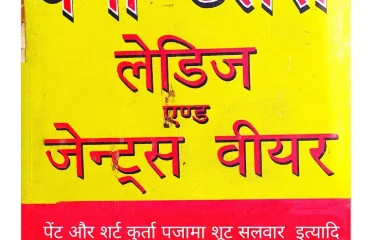 लेडिज
एण्ड
जेन्ट्स वीयर
पेंट और शर्ट कुर्ता पजामा शूट सलवार इत्यादि